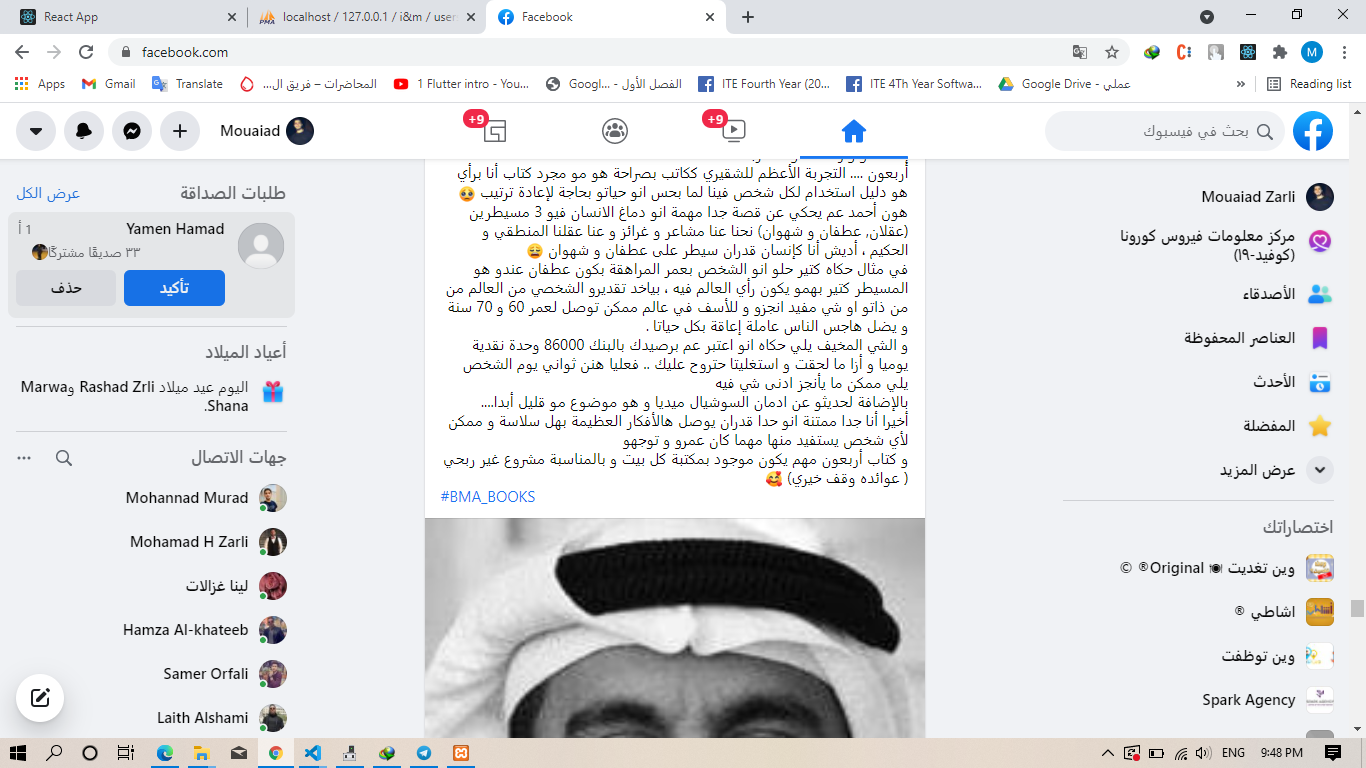 React App
localhost / 127.0.0.1 / i&m / user
Facebook
facebook.com
Apps
Gmail
Translate
المحاضرات – فريق ال...
1 Flutter intro - You...
الفصل الأول - Googl...
ITE Fourth Year (20...
ITE 4Th Year Softwa...
عملي - Google Drive
»
Reading list
Mouaiad
+9
+9
بحث في فيسبوك
طلبات الصداقة
عرض الكل
Yamen Hamad
1 أ
٣٣ صديقًا مشتركًا
تأكيد
حذف
أعياد الميلاد
اليوم عيد ميلاد Rashad Zrli وMarwa
Shana.
جهات الاتصال
Mohannad Murad
Mohamad H Zarli
لينا غزالات
Hamza Al-khateeb
Samer Orfali
Laith Alshami
أربعون .... التجربة الأعظم للشقيري ككاتب بصراحة هو مو مجرد كتاب أنا برأي
هو دليل استخدام لكل شخص فينا لما بحس انو حياتو بحاجة لإعادة ترتيب 🥺
هون أحمد عم يحكي عن قصة جدا مهمة انو دماغ الانسان فيو 3 مسيطرين
(عقلان, عطفان و شهوان) نحنا عنا مشاعر و غرائز و عنا عقلنا المنطقي و
الحكيم ، أديش أنا كإنسان قدران سيطر على عطفان و شهوان 😩
في مثال حكاه كتير حلو انو الشخص بعمر المراهقة بكون عطفان عندو هو
المسيطر كتير بهمو يكون رأي العالم فيه ، بياخد تقديرو الشخصي من العالم من
من ذاتو او شي مفيد انجزو و للأسف في عالم ممكن توصل لعمر 60 و 70 سنة
و يضل هاجس الناس عاملة إعاقة بكل حياتا .
و الشي المخيف يلي حكاه انو اعتبر عم برصيدك بالبنك 86000 وحدة نقدية
يوميا و أزا ما لحقت و استغليتا حتروح عليك .. فعليا هنن ثواني يوم الشخص
يلي ممكن ما يأنجز ادنى شي فيه
بالإضافة لحديثو عن ادمان السوشيال ميديا و هو موضوع مو قليل أبدا....
أخيرا أنا جدا ممتنة انو حدا قدران يوصل هالأفكار العظيمة بهل سلاسة و ممكن
لأي شخص يستفيد منها مهما كان عمرو و توجهو
و كتاب أربعون مهم يكون موجود بمكتبة كل بيت و بالمناسبة مشروع غير ربحي
( عوائده وقف خيري) 🥰
#BMA_BOOKS
Mouaiad Zarli
مركز معلومات فيروس كورونا
(كوفيد-١٩)
الأصدقاء
العناصر المحفوظة
الأحدث
المفضلة
عرض المزيد
اختصاراتك
وين تغديت 🍽 Original® ©
اشاطي ®
وين توظفت
Spark Agency
ENG
9:48 PM